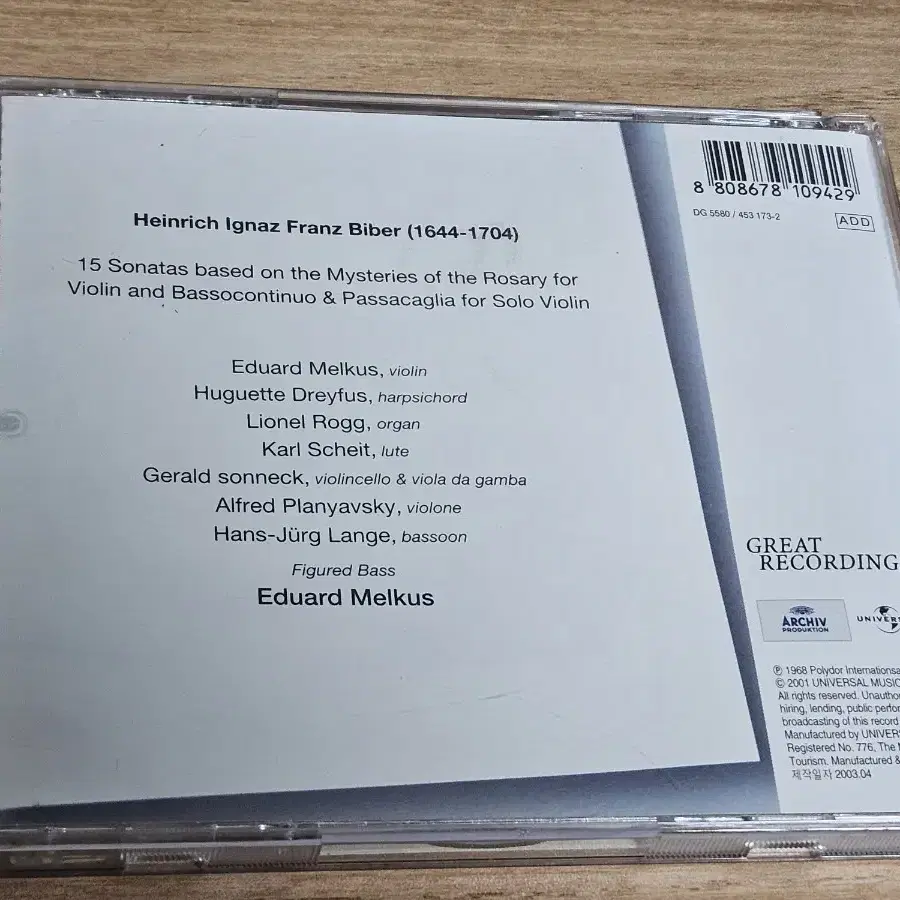 Heinrich Ignaz Franz Biber (1644-1704)
15 Sonatas based on the Mysteries of the Rosary for
Violin and Bassocontinuo & Passacaglia for Solo Violin
Eduard Melkus, violin
Huguette Dreyfus, harpsichord
Lionel Rogg, organ
Karl Scheit, lute
Gerald sonneck, violincello & viola da gamba
Alfred Planyavsky, violone
Hans-Jürg Lange, bassoon
Figured Bass
Eduard Melkus
8 808678 109429
DG 5580 / 453 173-2
ADD
GREAT
RECORDING
ARCHIV
PRODUKTION
UNIVER
℗ 1968 Polydor Internationa
© 2001 UNIVERSAL MUSIC
All rights reserved. Unautho
hiring, lending, public perfor
broadcasting of this record
Manufactured by UNIVER
Registered No. 776, The
Tourism. Manufactured &
제작일자 2003.04